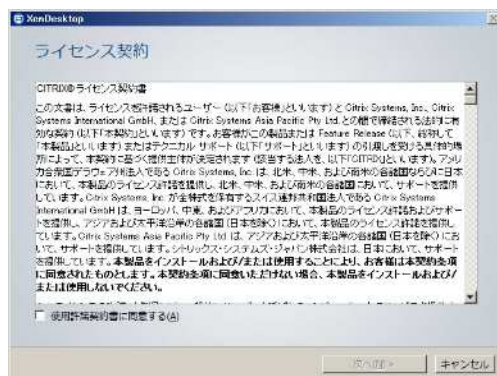 XenDesktop
ライセンス契約
CITRIX® ライセンス契約書
この文書は、ライセンスを許諾されるユーザー (以下「お客様」といいます) と Citrix Systems, Inc.、Citrix
Systems International GmbH、または Citrix Systems Asia Pacific Pty Ltd. との間で締結される法的に有
効な契約 (以下「本契約」といいます) です。お客様がこの製品または Feature Release (以下、総称して
「本製品」といいます) またはテクニカル サポート (以下「サポート」といいます) の引渡しを受ける具体的場
所によって、本契約に基づく提供主体が決定されます (該当する法人を、以下「CITRIX」といいます)。アメリ
カ合衆国デラウェア州法人である Citrix Systems, Inc. は、北米、中米、および南米の各諸国ならびに日本
において、本製品のライセンス許諾を提供し、北米、中米、および南米の各諸国において、サポートを提供
しています。Citrix Systems, Inc. が全株式を保有するスイス連邦共和国法人である Citrix Systems
International GmbH は、ヨーロッパ、中東、およびアフリカにおいて、本製品のライセンス許諾およびサポー
トを提供し、アジアおよび太平洋沿岸の各諸国 (日本を除く) において、本製品のライセンス許諾を提供し
ています。Citrix Systems Asia Pacific Pty Ltd. は、アジアおよび太平洋沿岸の各諸国 (日本を除く) にお
いて、サポートを提供しています。シトリックス・システムズ・ジャパン株式会社は、日本において、サポート
を提供しています。本製品をインストールおよび/または使用することにより、お客様は本契約条項
に同意されたものとします。本契約条項に同意いただけない場合、本製品をインストールおよび/
または使用しないでください。
使用許諾契約書に同意する(A)
次へ(N) >
キャンセル